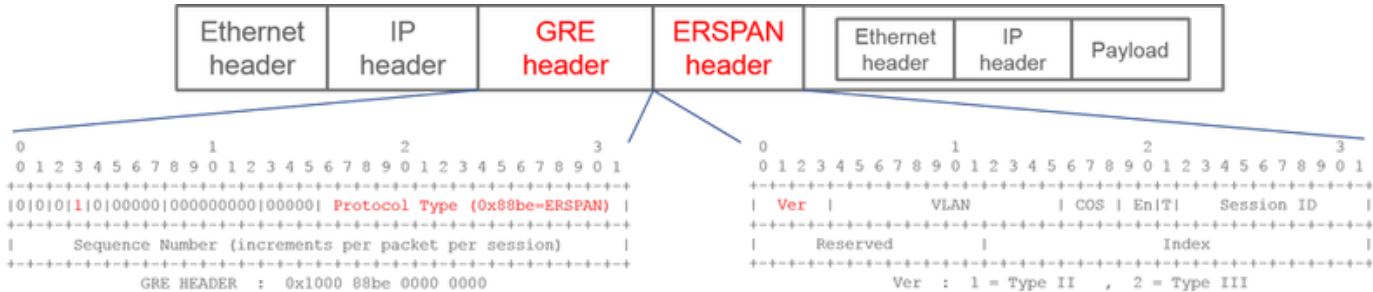 Ethernet header
IP header
GRE header
ERSPAN header
Ethernet header
IP header
Payload
0 1 2 3
0 1 2 3 4 5 6 7 8 9 0 1 2 3 4 5 6 7 8 9 0 1 2 3 4 5 6 7 8 9 0 1
+-+-+-+-+-+-+-+-+-+-+-+-+-+-+-+-+-+-+-+-+-+-+-+-+-+-+-+-+-+-+-+-+
|0|0|0|1|0|00000|000000000|00000| Protocol Type (0x88be=ERSPAN) |
+-+-+-+-+-+-+-+-+-+-+-+-+-+-+-+-+-+-+-+-+-+-+-+-+-+-+-+-+-+-+-+-+
| Sequence Number (increments per packet per session) |
+-+-+-+-+-+-+-+-+-+-+-+-+-+-+-+-+-+-+-+-+-+-+-+-+-+-+-+-+-+-+-+-+
GRE HEADER : 0x1000 88be 0000 0000
0 1 2 3
0 1 2 3 4 5 6 7 8 9 0 1 2 3 4 5 6 7 8 9 0 1 2 3 4 5 6 7 8 9 0 1
+-+-+-+-+-+-+-+-+-+-+-+-+-+-+-+-+-+-+-+-+-+-+-+-+-+-+-+-+-+-+-+-+
| Ver | VLAN | COS | En|T| Session ID |
+-+-+-+-+-+-+-+-+-+-+-+-+-+-+-+-+-+-+-+-+-+-+-+-+-+-+-+-+-+-+-+-+
| Reserved | Index |
+-+-+-+-+-+-+-+-+-+-+-+-+-+-+-+-+-+-+-+-+-+-+-+-+-+-+-+-+-+-+-+-+
Ver : 1 = Type II , 2 = Type III